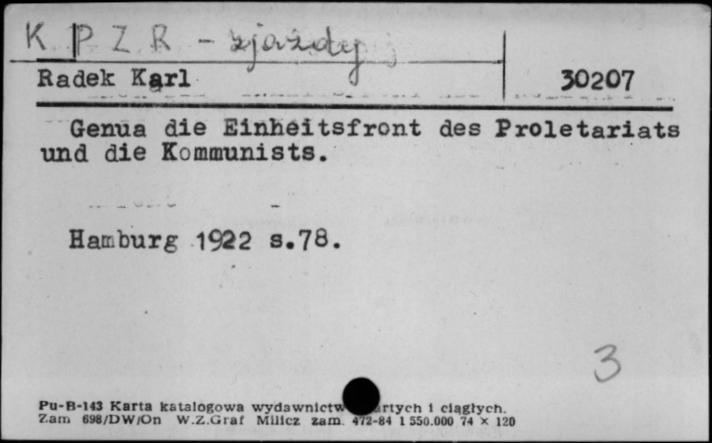 K P Z R - zjazdy
Radek Karl 30207
Genua die Einheitsfront des Proletariats
und die Kommunists.
Hamburg 1922 s.78.
3
Pu-B-143 Karta katalogowa wydawnictw artych i ciągłych.
Zam 698/DW/On W.Z.Graf Milicz zam. 472-84 1 550.000 74 × 120